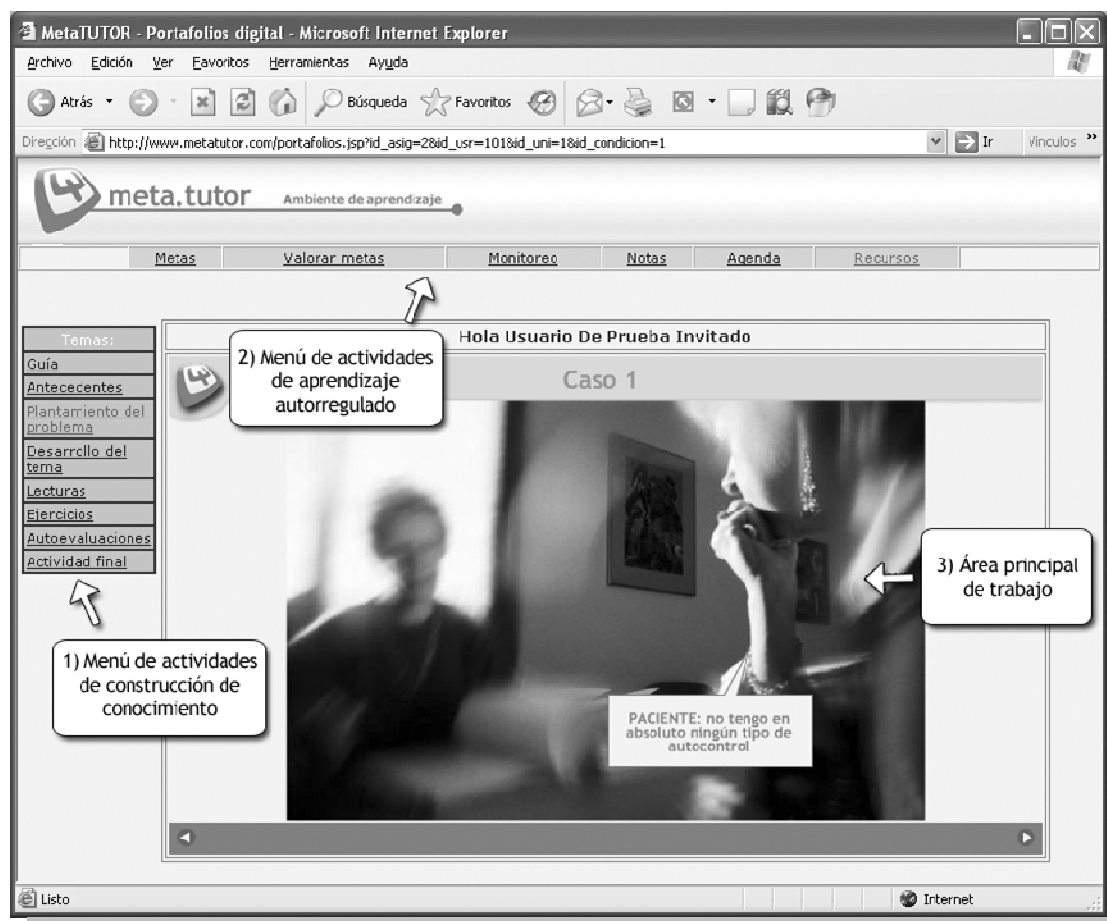 MetaTUTOR - Portafolios digital - Microsoft Internet Explorer
Archivo Edición Ver Favoritos Herramientas Ayuda
Atrás Búsqueda Favoritos
Dirección http://www.metatutor.com/portafolios.jsp?id_asig=2&id_usr=101&id_uni=1&id_condicion=1 Ir Vínculos »
meta.tutor Ambiente de aprendizaje
Metas Valorar metas Monitoreo Notas Agenda Recursos
Temas:
Guía
Antececentes
Plantamiento del
problema
Desarrollo del
tema
Lecturas
Ejercicios
Autoevaluaciones
Actividad final
Hola Usuario De Prueba Invitado
Caso 1
2) Menú de actividades
de aprendizaje
autorregulado
3) Área principal
de trabajo
1) Menú de actividades
de construcción de
conocimiento
PACIENTE: no tengo en
absoluto ningún tipo de
autocontrol
Listo Internet